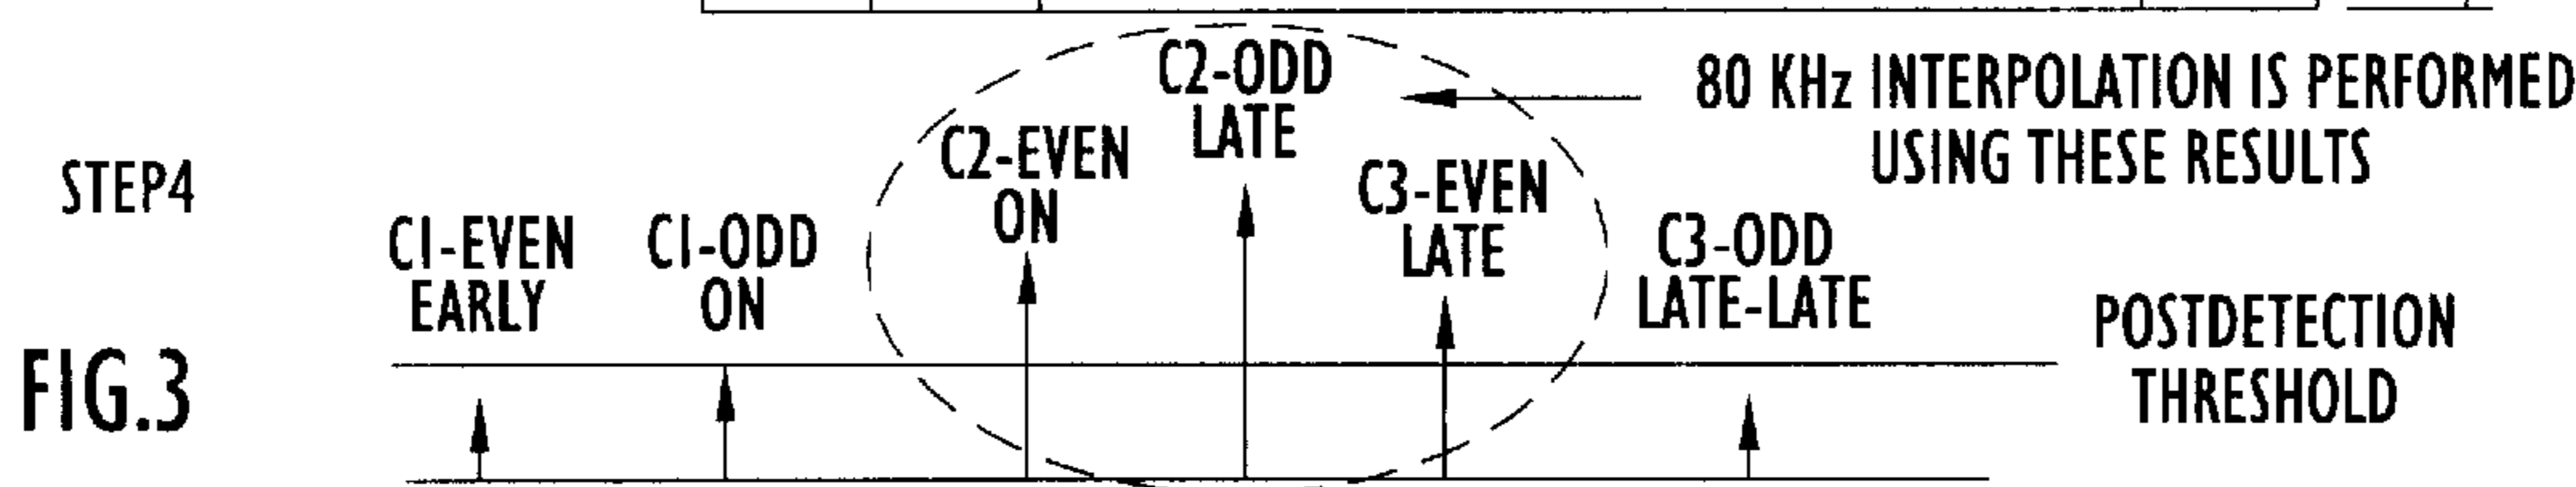 C2-ODD
LATE
80 KHz INTERPOLATION IS PERFORMED
USING THESE RESULTS
C2-EVEN
ON
STEP4
C3-EVEN
LATE
C1-EVEN
EARLY
C1-ODD
ON
C3-ODD
LATE-LATE
POSTDETECTION
THRESHOLD
FIG.3